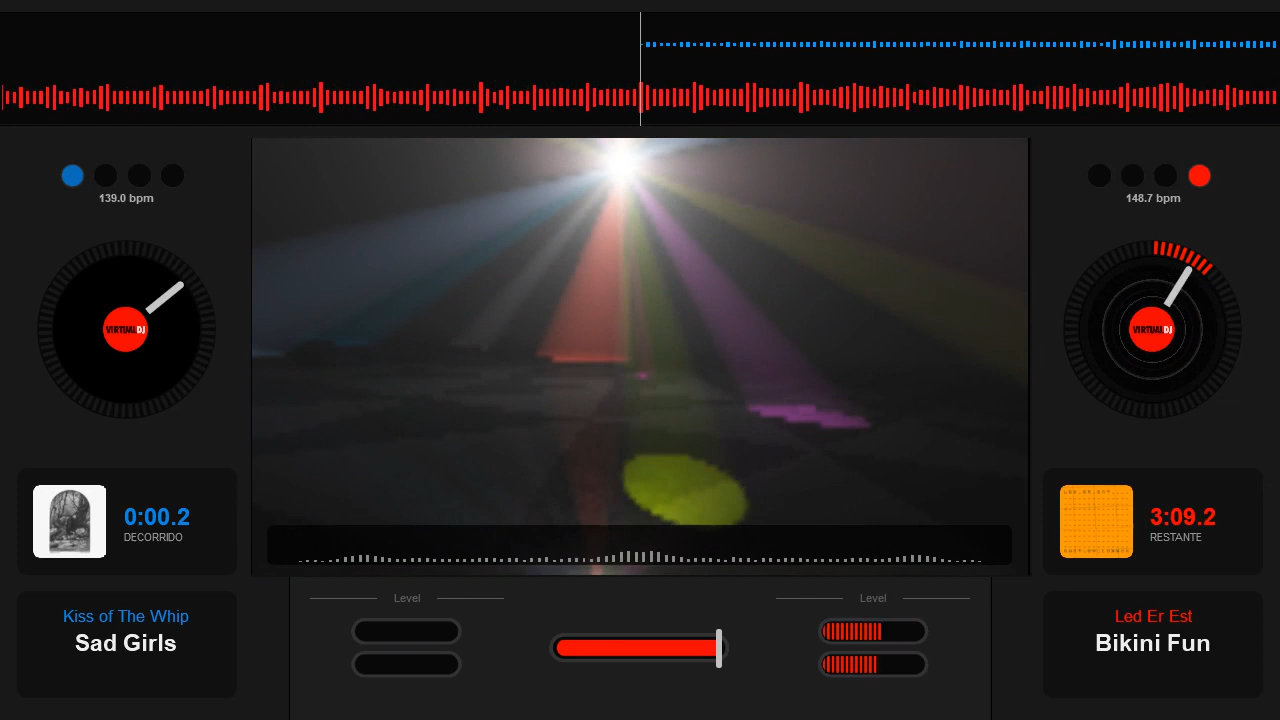 139.0 bpm
148.7 bpm
VIRTUALDJ
VIRTUALDJ
0:00.2
DECORRIDO
3:09.2
RESTANTE
Kiss of The Whip
Sad Girls
Level
Level
Led Er Est
Bikini Fun